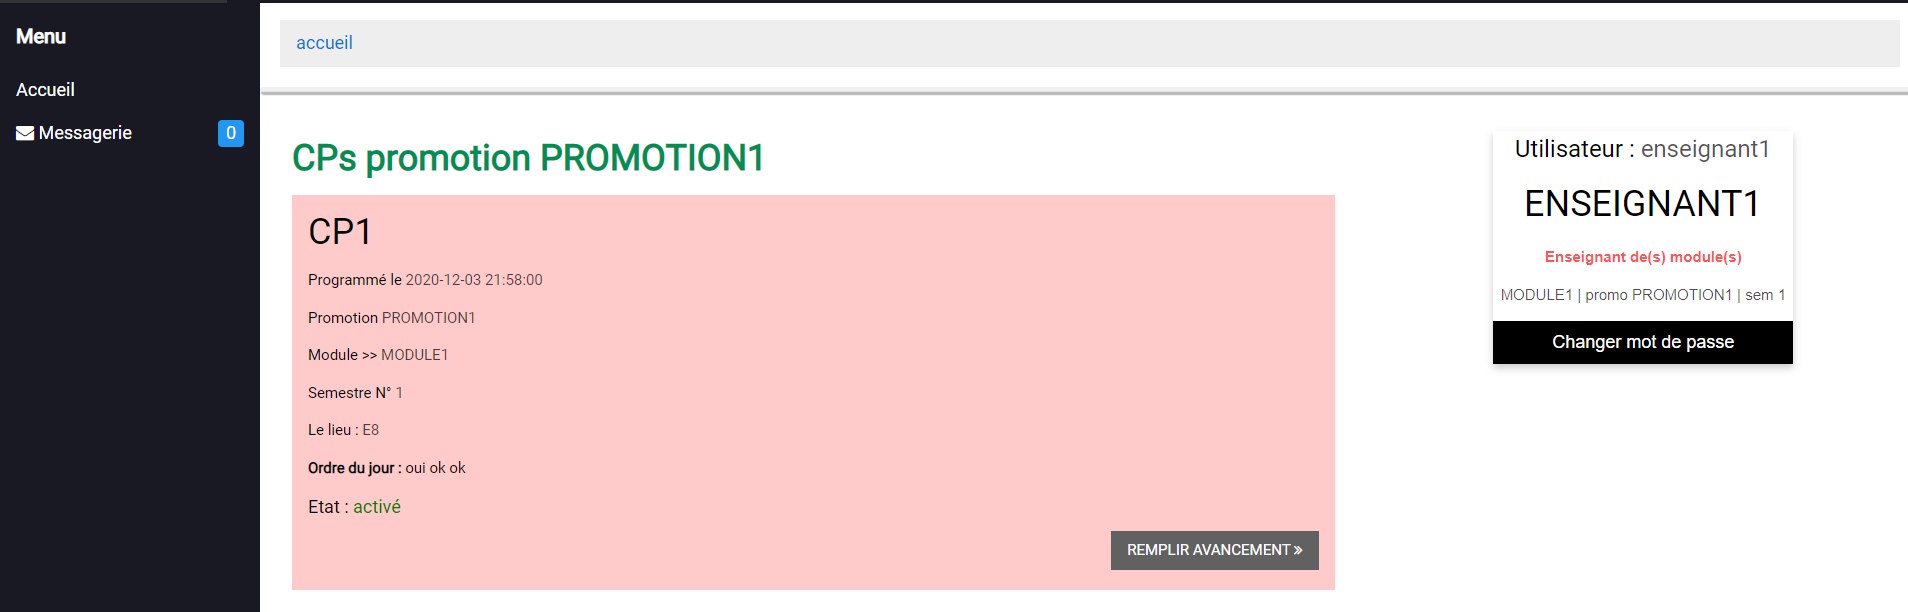 Menu
Accueil
Messagerie 0
accueil
CPs promotion PROMOTION1
CP1
Programmé le 2020-12-03 21:58:00
Promotion PROMOTION1
Module >> MODULE1
Semestre N° 1
Le lieu : E8
Ordre du jour : oui ok ok
Etat : activé
REMPLIR AVANCEMENT »
Utilisateur : enseignant1
ENSEIGNANT1
Enseignant de(s) module(s)
MODULE1 | promo PROMOTION1 | sem 1
Changer mot de passe